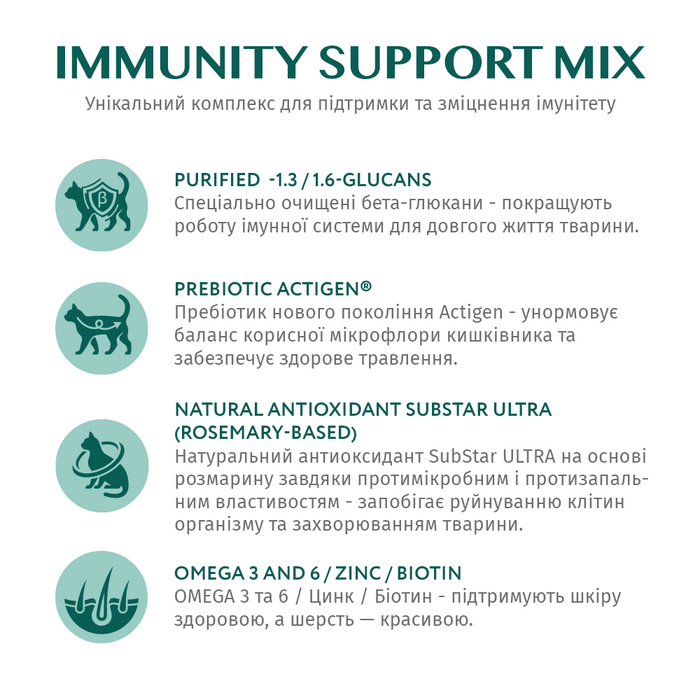 IMMUNITY SUPPORT MIX
Унікальний комплекс для підтримки та зміцнення імунітету
β
PURIFIED -1.3 / 1.6-GLUCANS
Спеціально очищені бета-глюкани - покращують
роботу імунної системи для довгого життя тварини.
PREBIOTIC ACTIGEN®
Пребіотик нового покоління Actigen - унормовує
баланс корисної мікрофлори кишківника та
забезпечує здорове травлення.
NATURAL ANTIOXIDANT SUBSTAR ULTRA
(ROSEMARY-BASED)
Натуральний антиоксидант SubStar ULTRA на основі
розмарину завдяки протимікробним і протизапаль-
ним властивостям - запобігає руйнуванню клітин
організму та захворюванням тварини.
OMEGA 3 AND 6 / ZINC / BIOTIN
OMEGA 3 та 6 / Цинк / Біотин - підтримують шкіру
здоровою, а шерсть — красивою.